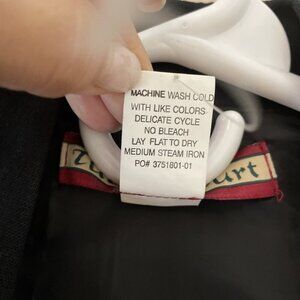 MACHINE WASH COLD
WITH LIKE COLORS
DELICATE CYCLE
NO BLEACH
LAY FLAT TO DRY
MEDIUM STEAM IRON
PO# 3751801-01